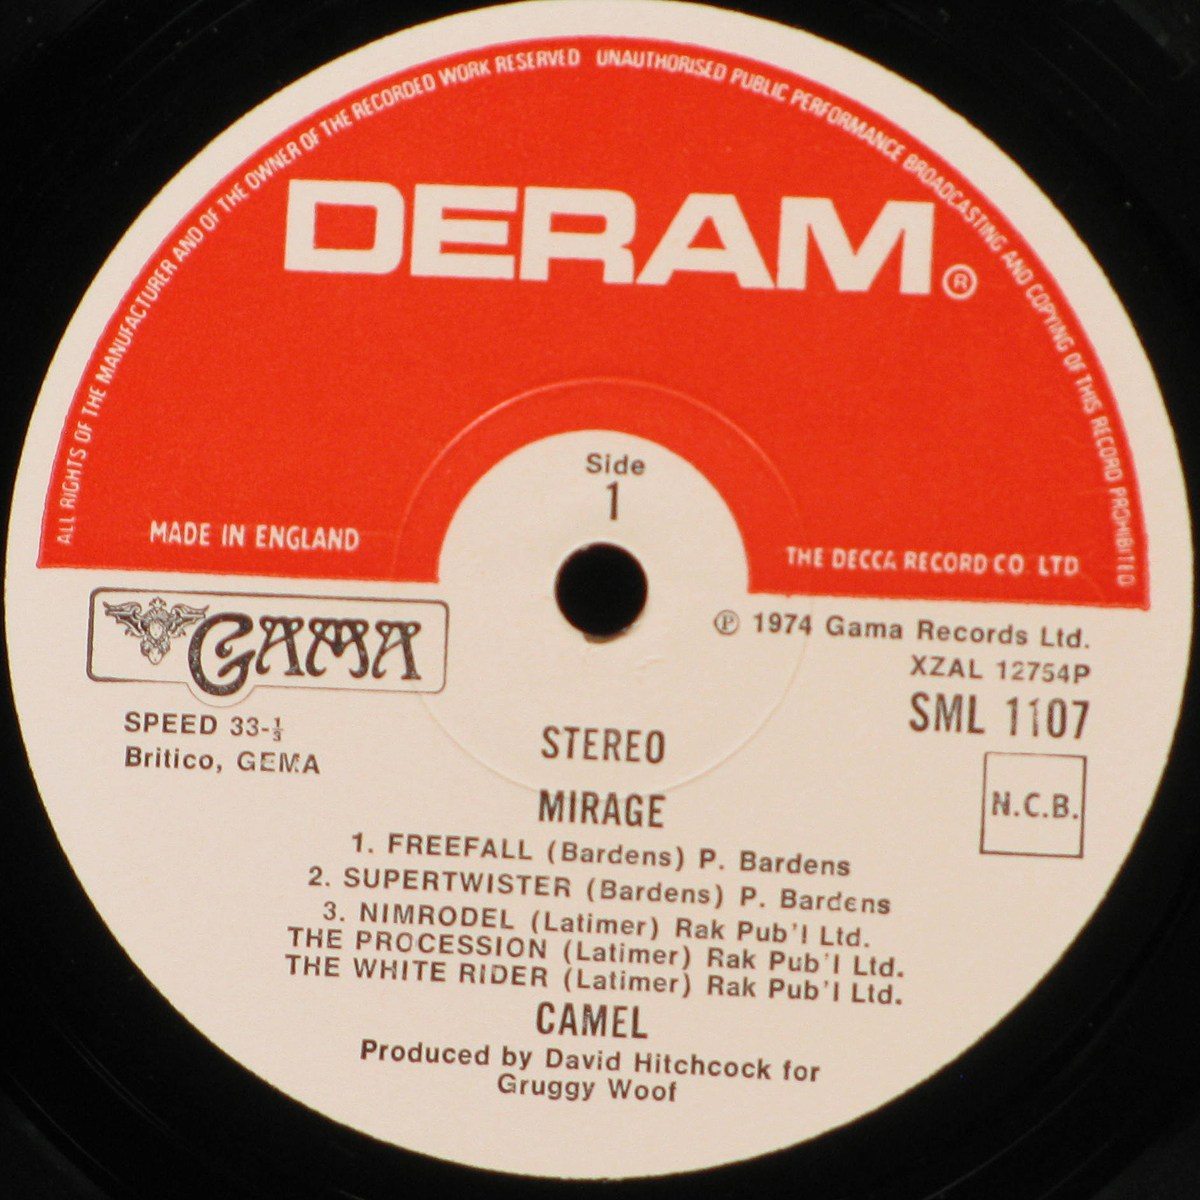 ALL RIGHTS OF THE MANUFACTURER AND OF THE OWNER OF THE RECORDED WORK RESERVED UNAUTHORISED PUBLIC PERFORMANCE BROADCASTING AND COPYING OF THIS RECORD PROHIBITED
DERAM®
Side
1
MADE IN ENGLAND
THE DECCA RECORD CO. LTD
GAMA
℗ 1974 Gama Records Ltd.
XZAL 12754P
SML 1107
SPEED 33-⅓
Britico, GEMA
N.C.B.
STEREO
MIRAGE
1. FREEFALL (Bardens) P. Bardens
2. SUPERTWISTER (Bardens) P. Bardens
3. NIMRODEL (Latimer) Rak Pub'l Ltd.
THE PROCESSION (Latimer) Rak Pub'l Ltd.
THE WHITE RIDER (Latimer) Rak Pub'l Ltd.
CAMEL
Produced by David Hitchcock for
Gruggy Woof